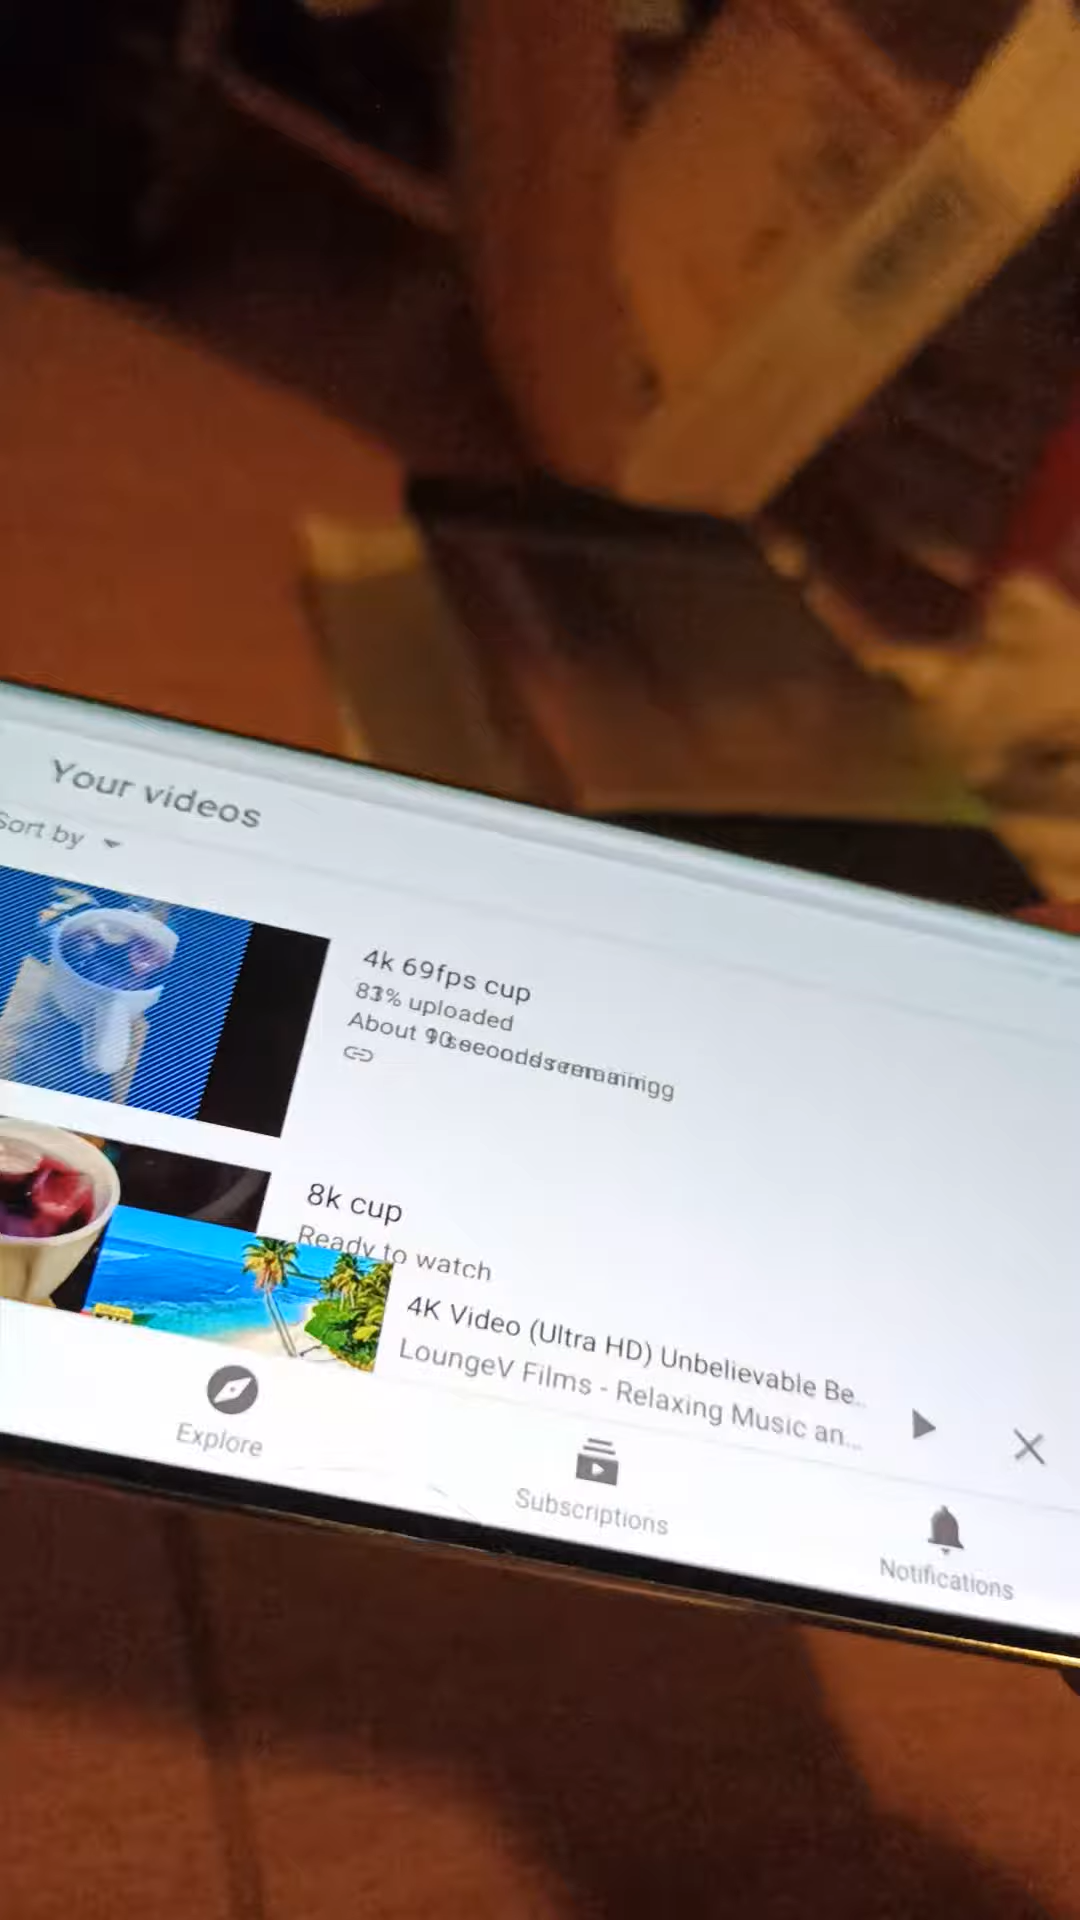 Your videos
Sort by
4k 69fps cup
uploaded
About
8k cup
Ready to watch
4K Video (Ultra HD) Unbelievable Be...
LoungeV Films - Relaxing Music an...
Explore
Subscriptions
Notifications